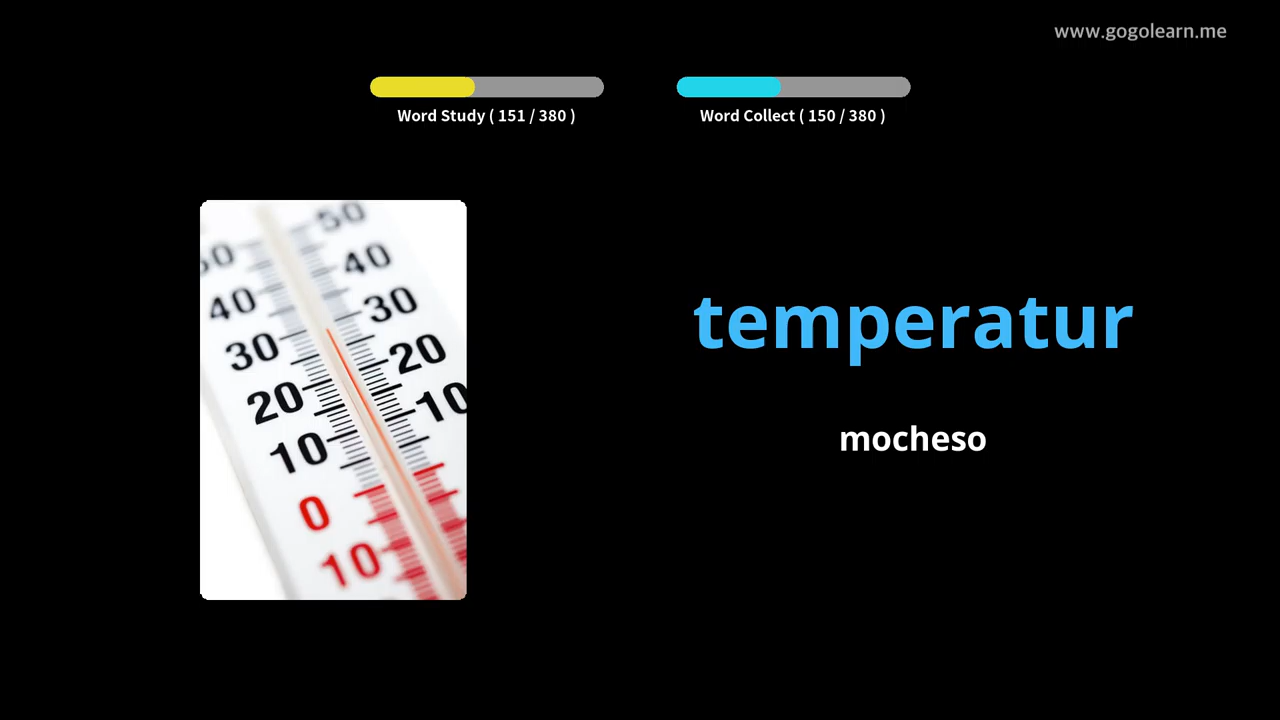 www.gogolearn.me
Word Study ( 151 / 380 )
Word Collect ( 150 / 380 )
50
50
40
40
30
30
20
20
10
10
0
10
temperatur
mocheso